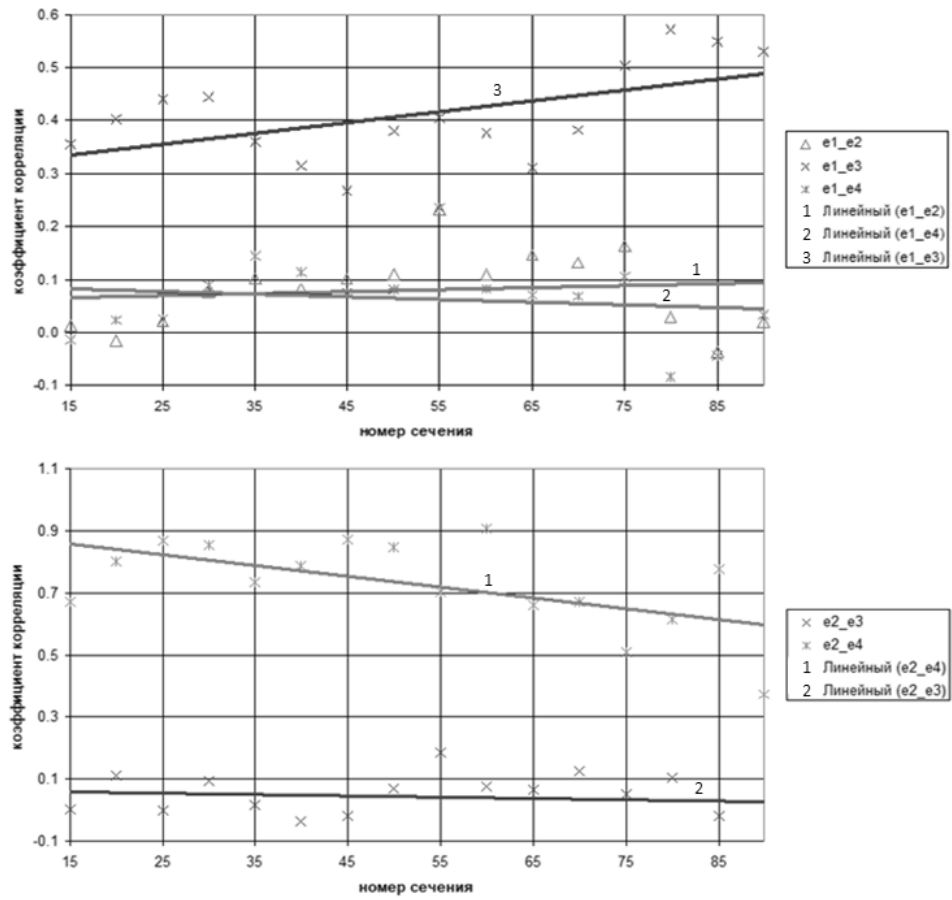 0.6
0.5
0.4
0.3
0.2
0.1
0.0
-0.1
коэффициент корреляции
3
1
2
15 25 35 45 55 65 75 85
номер сечения
e1_e2
e1_e3
e1_e4
1 Линейный (e1_e2)
2 Линейный (e1_e4)
3 Линейный (e1_e3)
1.1
0.9
0.7
0.5
0.3
0.1
-0.1
коэффициент корреляции
1
2
15 25 35 45 55 65 75 85
номер сечения
e2_e3
e2_e4
1 Линейный (e2_e4)
2 Линейный (e2_e3)